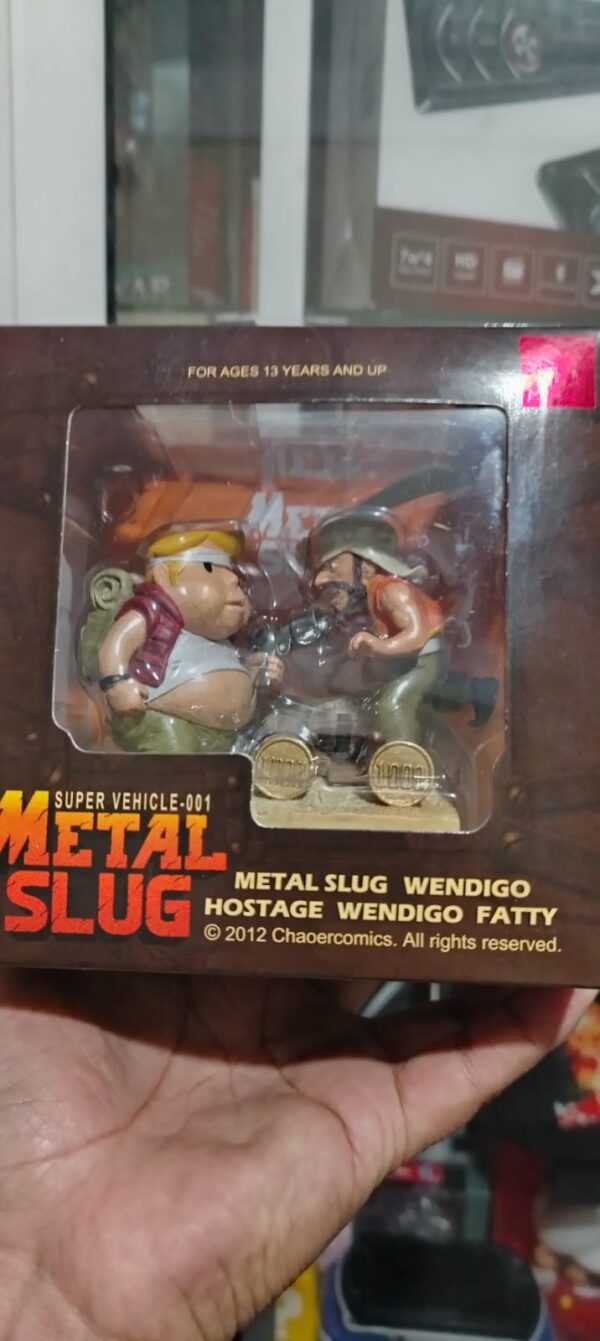 HD
FOR AGES 13 YEARS AND UP
SUPER VEHICLE-001
METAL
SLUG
METAL SLUG WENDIGO
HOSTAGE WENDIGO FATTY
© 2012 Chaoercomics. All rights reserved.